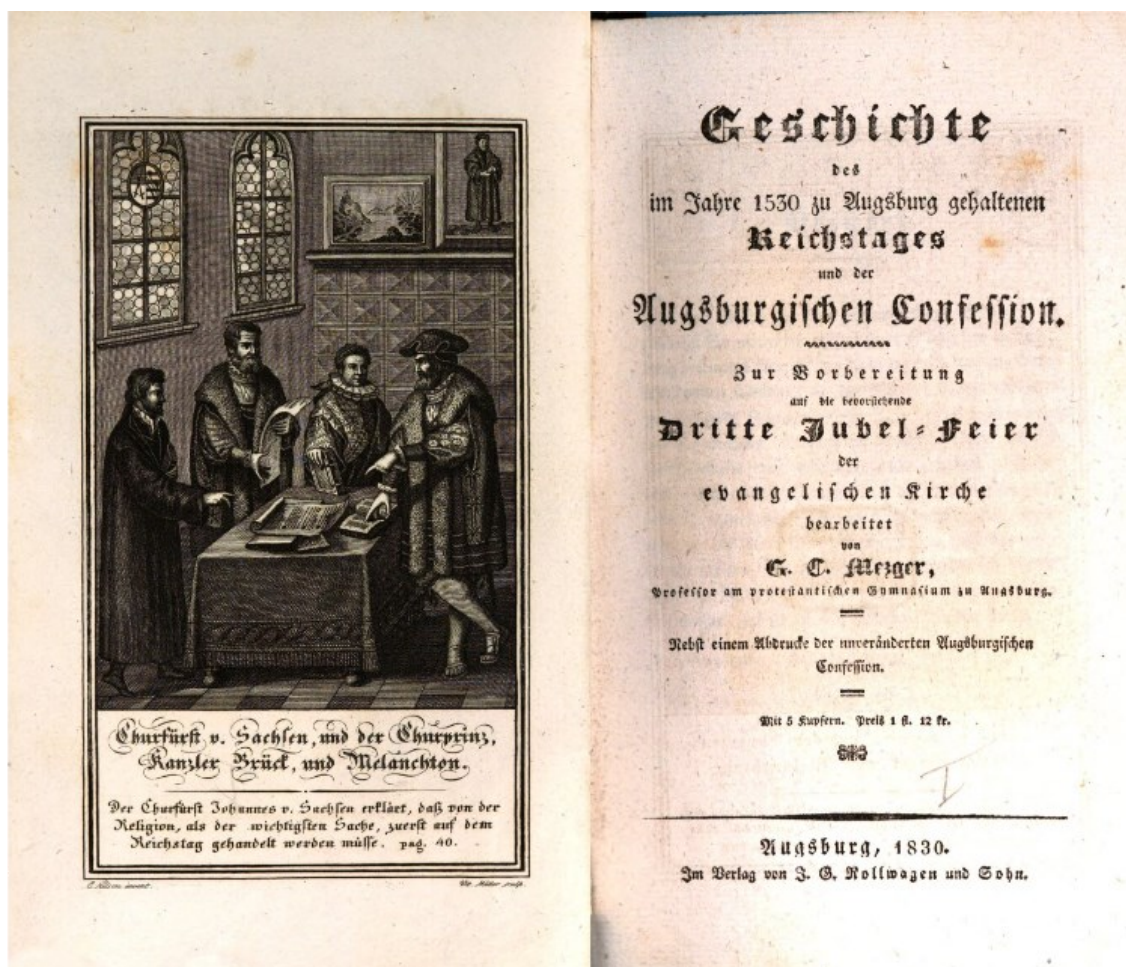 Churfürst v. Sachsen, und der Churprinz,
Kanzler Brück, und Melanchton.
Der Churfürst Johannes v. Sachsen erklärt, daß von der
Religion, als der wichtigsten Sache, zuerst auf dem
Reichstag gehandelt werden müsse. pag. 40.
invent. sculp.
Geschichte
des
im Jahre 1530 zu Augsburg gehaltenen
Reichstages
und der
Augsburgischen Confession.
Zur Vorbereitung
auf die bevorstehende
Dritte Jubel-Feier
der
evangelischen Kirche
bearbeitet
von
G. C. Mezger,
Professor am protestantischen Gymnasium zu Augsburg.
Nebst einem Abdrucke der unveränderten Augsburgischen
Confession.
Mit 5 Kupfern. Preis 1 fl. 12 kr.
I
Augsburg, 1830.
Im Verlag von J. G. Rollwagen und Sohn.